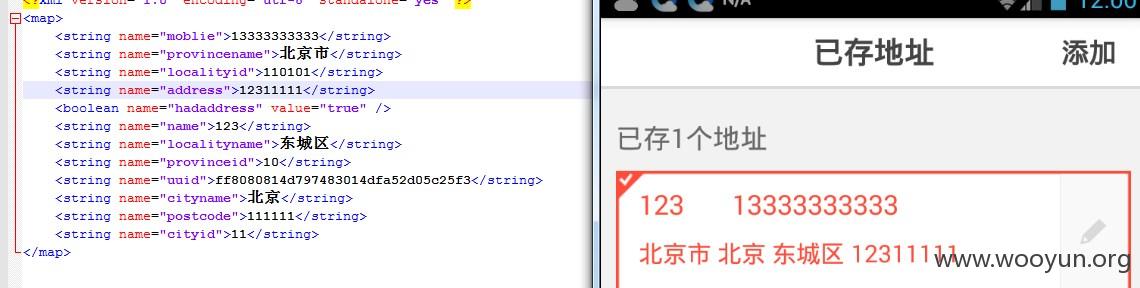 <?xml version='1.0' encoding='utf-8' standalone='yes' ?>
<map>
<string name="moblie">13333333333</string>
<string name="provincename">北京市</string>
<string name="localityid">110101</string>
<string name="address">12311111</string>
<boolean name="hadaddress" value="true" />
<string name="name">123</string>
<string name="localityname">东城区</string>
<string name="provinceid">10</string>
<string name="uuid">ff8080814d797483014dfa52d05c25f3</string>
<string name="cityname">北京</string>
<string name="postcode">111111</string>
<string name="cityid">11</string>
</map>
N/A 12:00
已存地址 添加
已存1个地址
123 13333333333
北京市 北京 东城区 12311111
www.wooyun.org